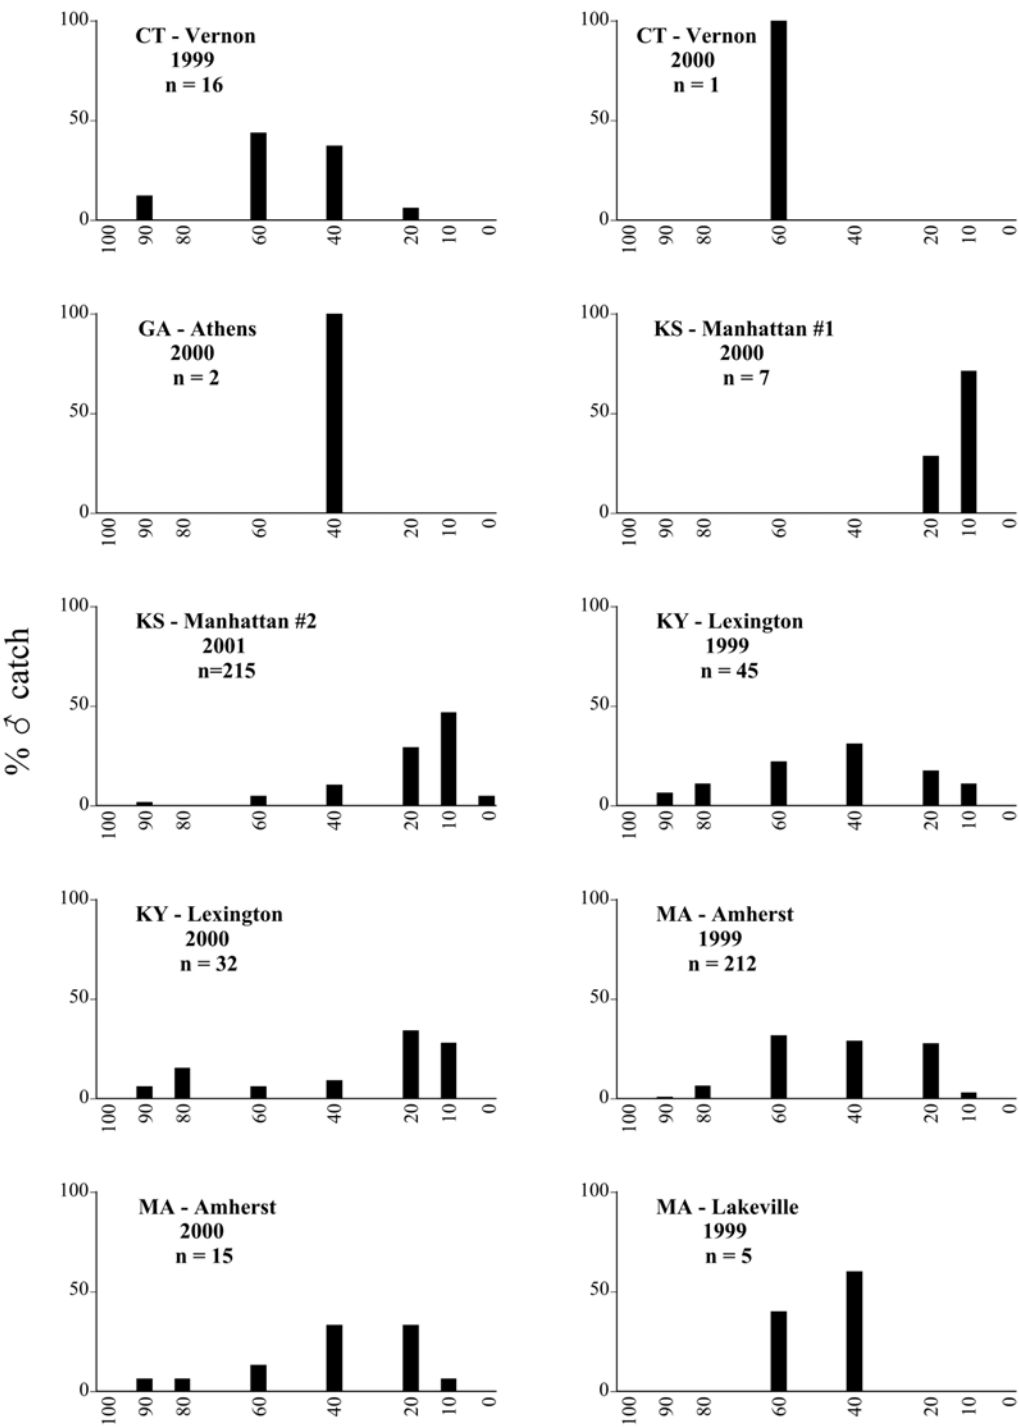 % ♂ catch
100
50
0
CT - Vernon
1999
n = 16
100 90 80 60 40 20 10 0
100
50
0
CT - Vernon
2000
n = 1
100 90 80 60 40 20 10 0
100
50
0
GA - Athens
2000
n = 2
100 90 80 60 40 20 10 0
100
50
0
KS - Manhattan #1
2000
n = 7
100 90 80 60 40 20 10 0
100
50
0
KS - Manhattan #2
2001
n=215
100 90 80 60 40 20 10 0
100
50
0
KY - Lexington
1999
n = 45
100 90 80 60 40 20 10 0
100
50
0
KY - Lexington
2000
n = 32
100 90 80 60 40 20 10 0
100
50
0
MA - Amherst
1999
n = 212
100 90 80 60 40 20 10 0
100
50
0
MA - Amherst
2000
n = 15
100 90 80 60 40 20 10 0
100
50
0
MA - Lakeville
1999
n = 5
100 90 80 60 40 20 10 0